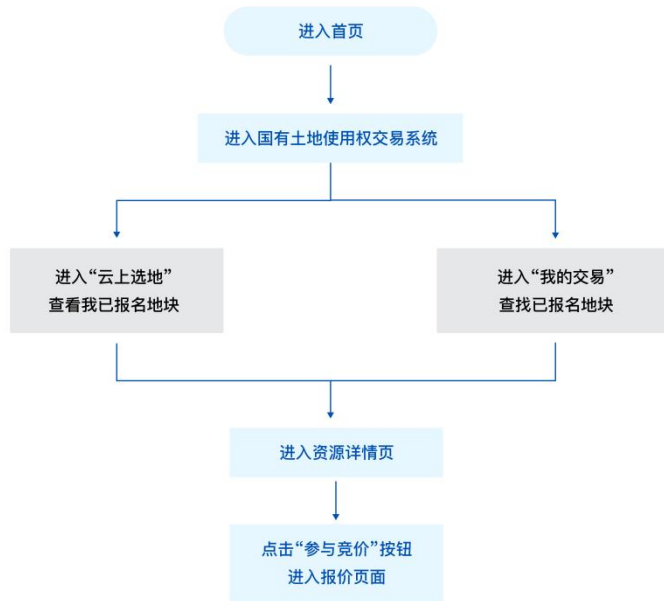 进入首页
进入国有土地使用权交易系统
进入“云上选地”
查看我已报名地块
进入“我的交易”
查找已报名地块
进入资源详情页
点击“参与竞价”按钮
进入报价页面